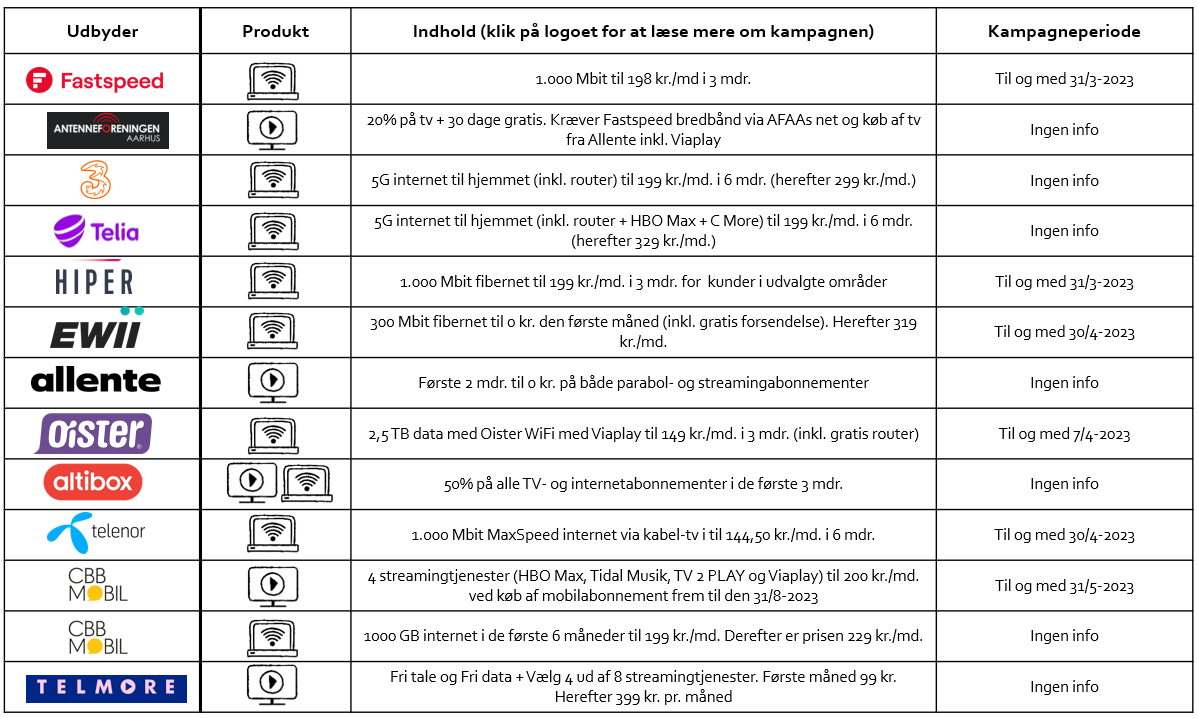 Udbyder
Produkt
Indhold (klik på logoet for at læse mere om kampagnen)
Kampagneperiode
Fastspeed
1.000 Mbit til 198 kr./md i 3 mdr.
Til og med 31/3-2023
ANTENNEFORENINGEN
AARHUS
20% på tv + 30 dage gratis. Kræver Fastspeed bredbånd via AFAAs net og køb af tv
fra Allente inkl. Viaplay
Ingen info
3
5G internet til hjemmet (inkl. router) til 199 kr./md. i 6 mdr. (herefter 299 kr./md.)
Ingen info
Telia
5G internet til hjemmet (inkl. router + HBO Max + C More) til 199 kr./md. i 6 mdr.
(herefter 329 kr./md.)
Ingen info
HIPER
1.000 Mbit fibernet til 199 kr./md. i 3 mdr. for  kunder i udvalgte områder
Til og med 31/3-2023
EWII
300 Mbit fibernet til 0 kr. den første måned (inkl. gratis forsendelse). Herefter 319
kr./md.
Til og med 30/4-2023
allente
Første 2 mdr. til 0 kr. på både parabol- og streamingabonnementer
Ingen info
OiSTER
2,5 TB data med Oister WiFi med Viaplay til 149 kr./md. i 3 mdr. (inkl. gratis router)
Til og med 7/4-2023
altibox
50% på alle TV- og internetabonnementer i de første 3 mdr.
Ingen info
telenor
1.000 Mbit MaxSpeed internet via kabel-tv i til 144,50 kr./md. i 6 mdr.
Til og med 30/4-2023
CBB
MOBIL
4 streamingtjenester (HBO Max, Tidal Musik, TV 2 PLAY og Viaplay) til 200 kr./md.
ved køb af mobilabonnement frem til den 31/8-2023
Til og med 31/5-2023
CBB
MOBIL
1000 GB internet i de første 6 måneder til 199 kr./md. Derefter er prisen 229 kr./md.
Ingen info
TELMORE
Fri tale og Fri data + Vælg 4 ud af 8 streamingtjenester. Første måned 99 kr.
Herefter 399 kr. pr. måned
Ingen info